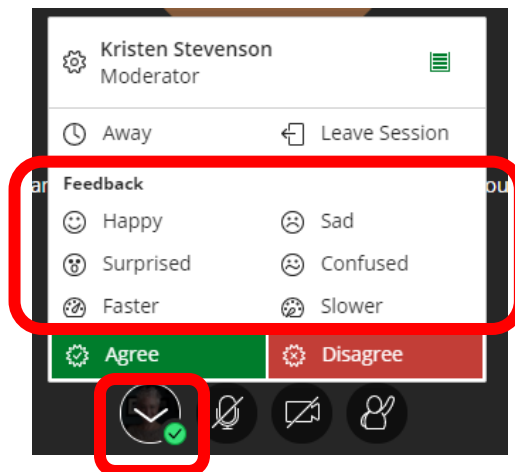 Kristen Stevenson
Moderator
Away Leave Session
Feedback
Happy Sad
Surprised Confused
Faster Slower
Agree Disagree